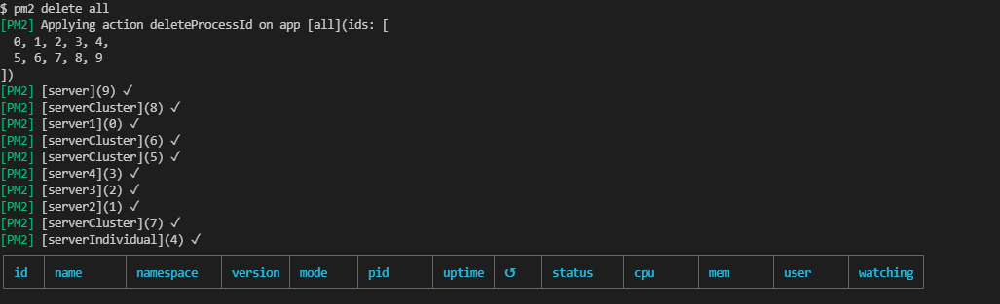 $ pm2 delete all
[PM2] Applying action deleteProcessId on app [all](ids: [
  0, 1, 2, 3, 4,
  5, 6, 7, 8, 9
])
[PM2] [server](9) ✓
[PM2] [serverCluster](8) ✓
[PM2] [server1](0) ✓
[PM2] [serverCluster](6) ✓
[PM2] [serverCluster](5) ✓
[PM2] [server4](3) ✓
[PM2] [server3](2) ✓
[PM2] [server2](1) ✓
[PM2] [serverCluster](7) ✓
[PM2] [serverIndividual](4) ✓
id name namespace version mode pid uptime ↺ status cpu mem user watching